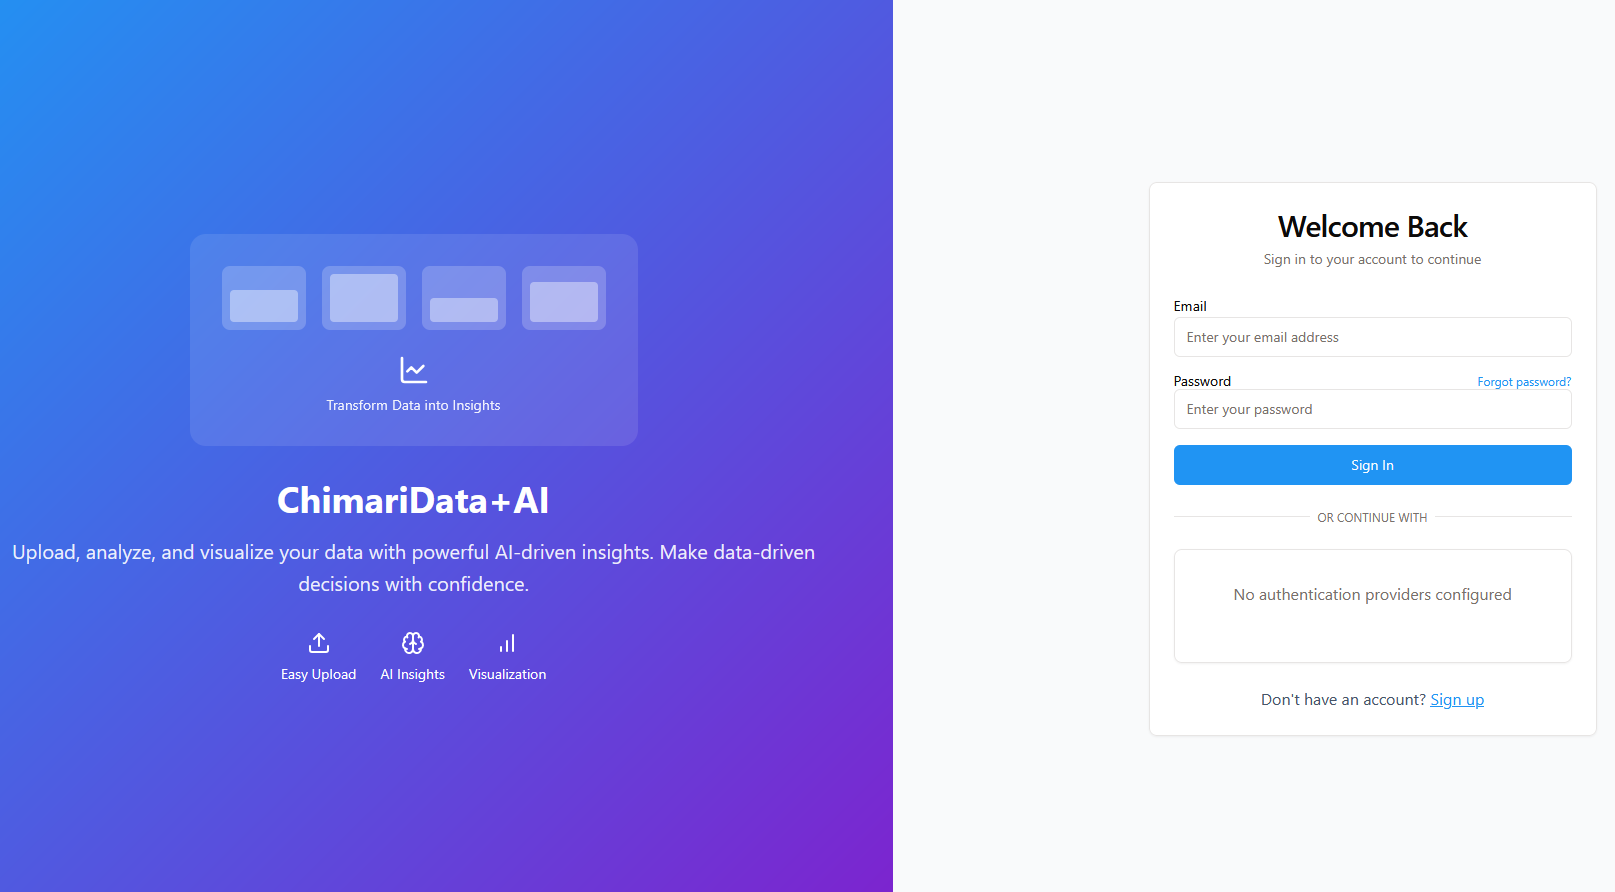 Transform Data into Insights
ChimariData+AI
Upload, analyze, and visualize your data with powerful AI-driven insights. Make data-driven
decisions with confidence.
Easy Upload
AI Insights
Visualization
Welcome Back
Sign in to your account to continue
Email
Enter your email address
Password
Forgot password?
Enter your password
Sign In
OR CONTINUE WITH
No authentication providers configured
Don't have an account? Sign up